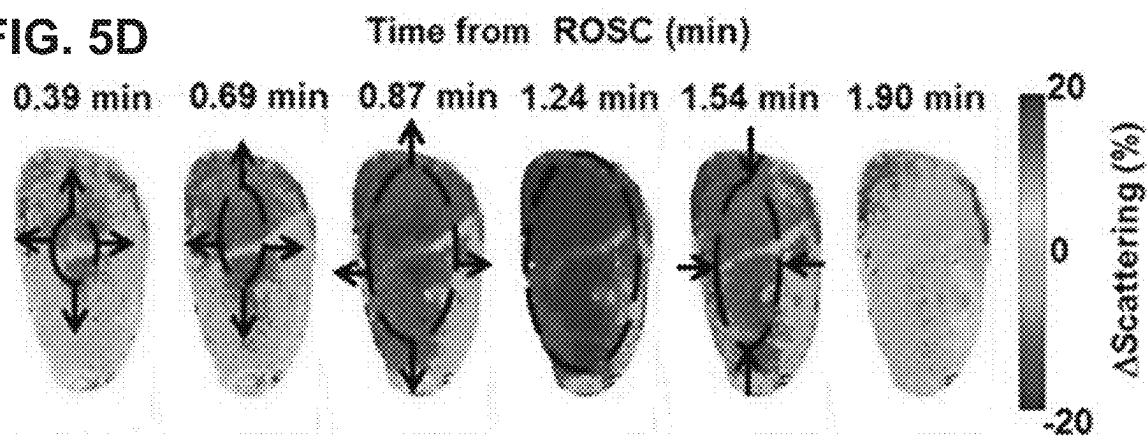 FIG. 5D
Time from ROSC (min)
0.39 min 0.69 min 0.87 min 1.24 min 1.54 min 1.90 min
20
0
-20
ΔScattering (%)